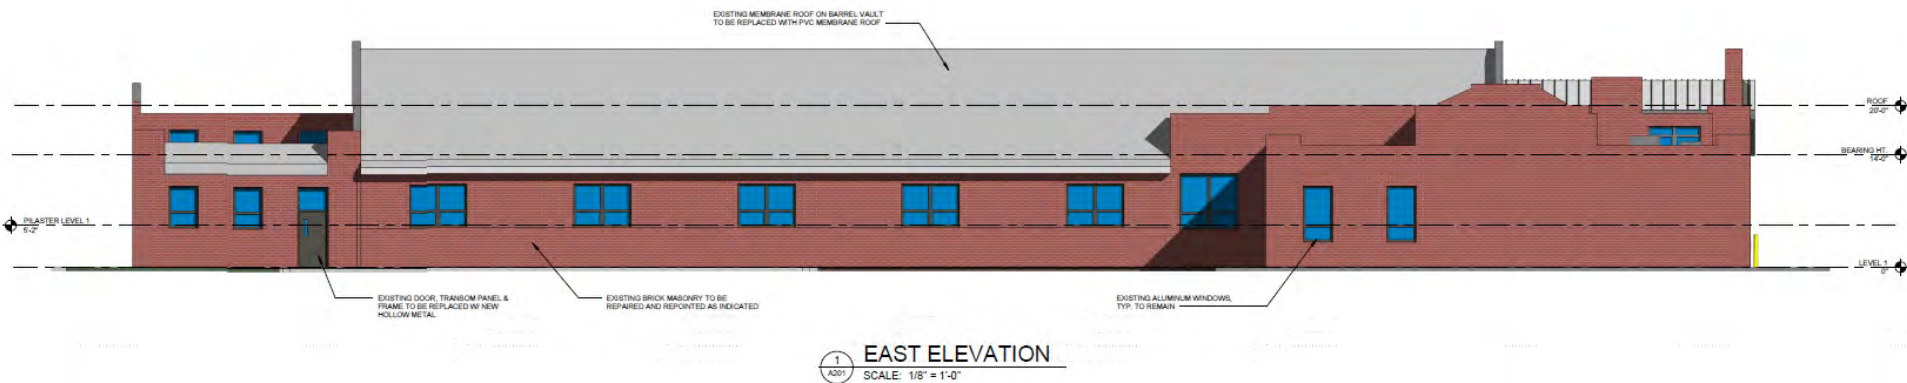 EXISTING MEMBRANE ROOF ON BARREL VAULT
TO BE REPLACED WITH PVC MEMBRANE ROOF
ROOF
20'-0"
BEARING HT.
14'-0"
PILASTER LEVEL 1
5'-2"
LEVEL 1
0"
EXISTING DOOR, TRANSOM PANEL &
FRAME TO BE REPLACED W/ NEW
HOLLOW METAL
EXISTING BRICK MASONRY TO BE
REPAIRED AND REPOINTED AS INDICATED
EXISTING ALUMINUM WINDOWS,
TYP. TO REMAIN
1
A201
EAST ELEVATION
SCALE: 1/8" = 1'-0"